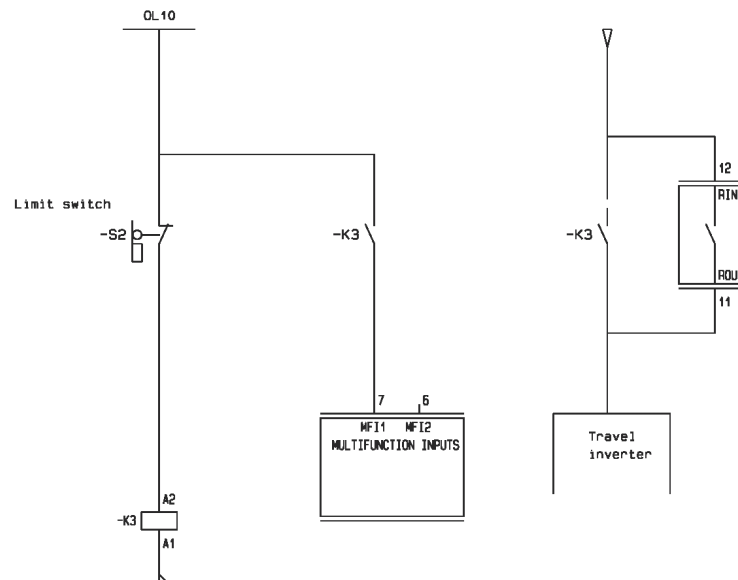 OL10
12
RIN
Limit switch
-S2
-K3
-K3
ROU
11
7
6
MFI1
MFI2
MULTIFUNCTION INPUTS
Travel
inverter
A2
-K3
A1